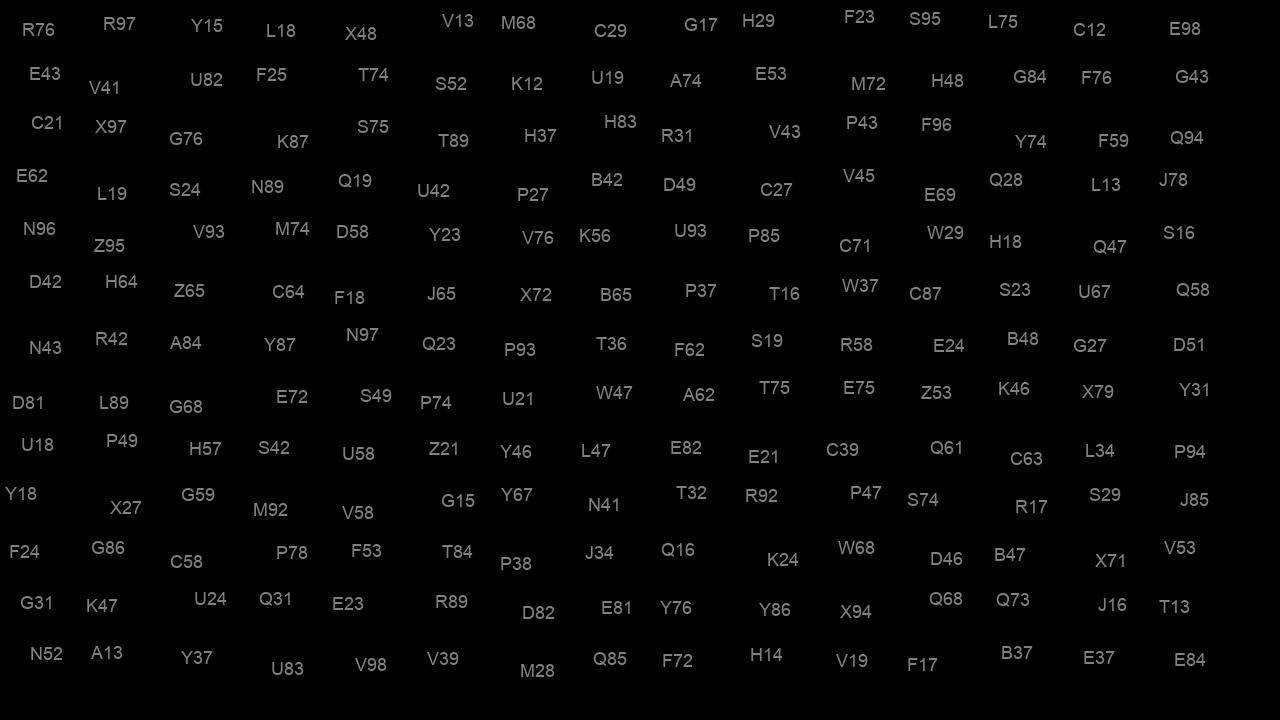 R76 R97 Y15 L18 X48 V13 M68 C29 G17 H29 F23 S95 L75 C12 E98
E43 V41 U82 F25 T74 S52 K12 U19 A74 E53 M72 H48 G84 F76 G43
C21 X97 G76 K87 S75 T89 H37 H83 R31 V43 P43 F96 Y74 F59 Q94
E62 L19 S24 N89 Q19 U42 P27 B42 D49 C27 V45 E69 Q28 L13 J78
N96 Z95 V93 M74 D58 Y23 V76 K56 U93 P85 C71 W29 H18 Q47 S16
D42 H64 Z65 C64 F18 J65 X72 B65 P37 T16 W37 C87 S23 U67 Q58
N43 R42 A84 Y87 N97 Q23 P93 T36 F62 S19 R58 E24 B48 G27 D51
D81 L89 G68 E72 S49 P74 U21 W47 A62 T75 E75 Z53 K46 X79 Y31
U18 P49 H57 S42 U58 Z21 Y46 L47 E82 E21 C39 Q61 C63 L34 P94
Y18 X27 G59 M92 V58 G15 Y67 N41 T32 R92 P47 S74 R17 S29 J85
F24 G86 C58 P78 F53 T84 P38 J34 Q16 K24 W68 D46 B47 X71 V53
G31 K47 U24 Q31 E23 R89 D82 E81 Y76 Y86 X94 Q68 Q73 J16 T13
N52 A13 Y37 U83 V98 V39 M28 Q85 F72 H14 V19 F17 B37 E37 E84